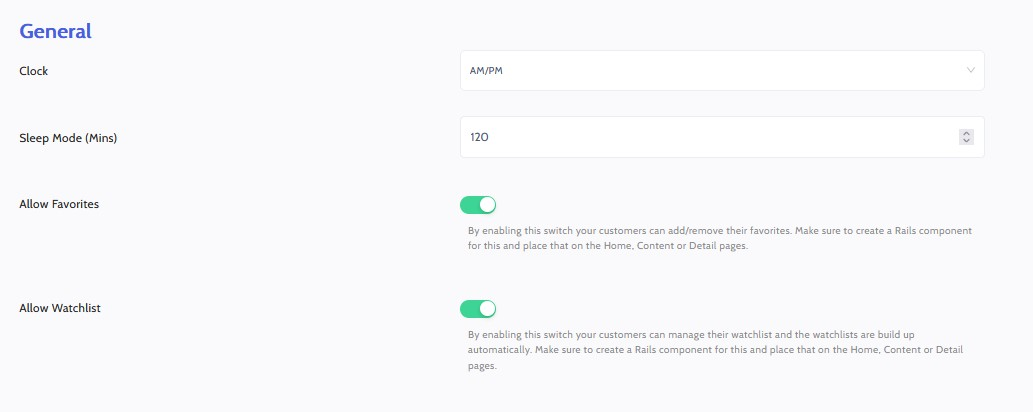 General
Clock
AM/PM
Sleep Mode (Mins)
120
Allow Favorites
By enabling this switch your customers can add/remove their favorites. Make sure to create a Rails component
for this and place that on the Home, Content or Detail pages.
Allow Watchlist
By enabling this switch your customers can manage their watchlist and the watchlists are build up
automatically. Make sure to create a Rails component for this and place that on the Home, Content or Detail
pages.